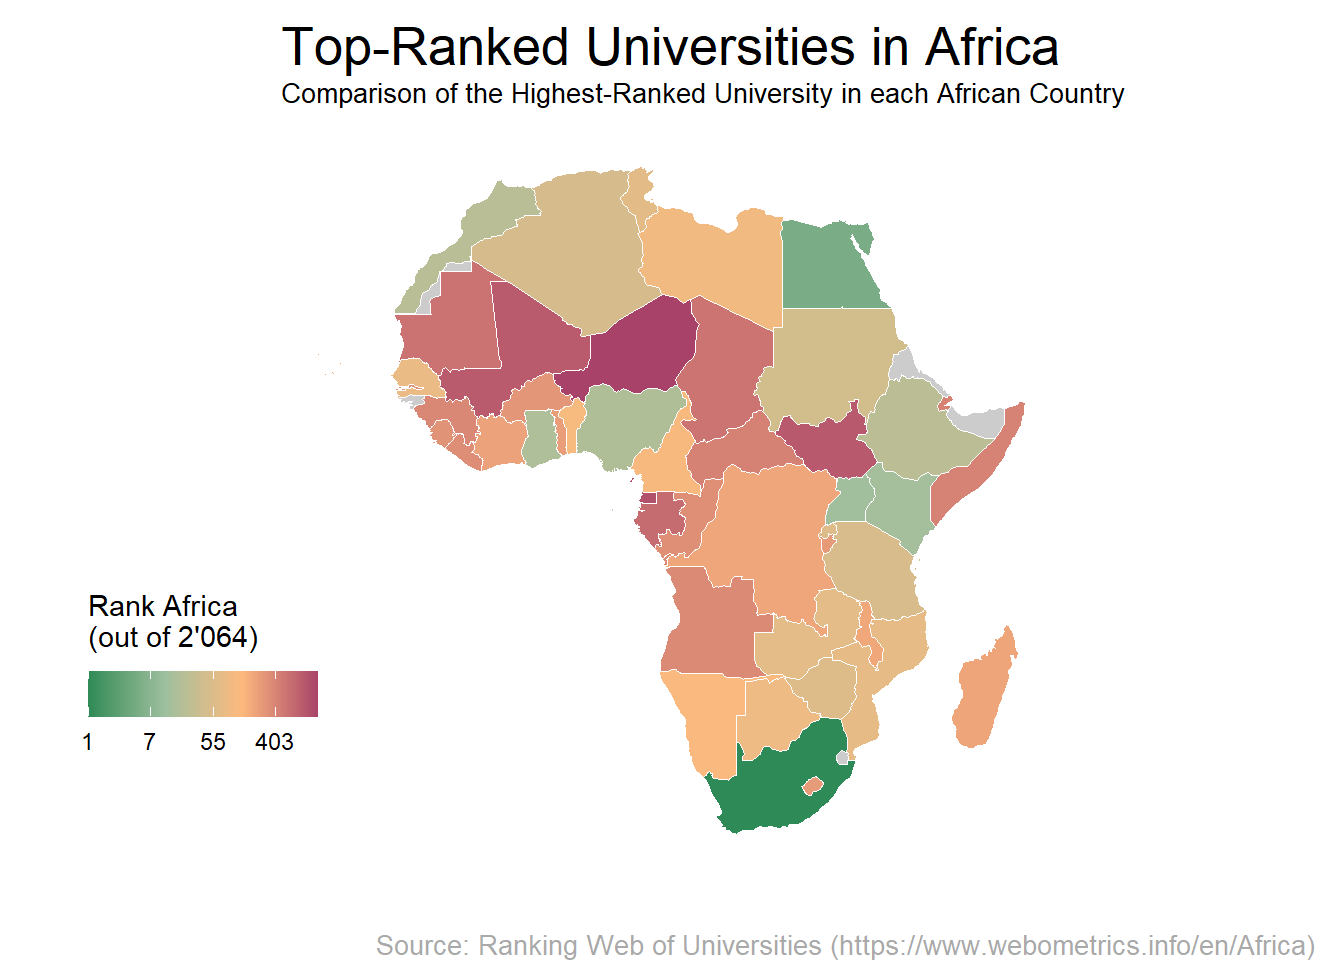 Top-Ranked Universities in Africa
Comparison of the Highest-Ranked University in each African Country
Rank Africa
(out of 2'064)
1 7 55 403
Source: Ranking Web of Universities (https://www.webometrics.info/en/Africa)